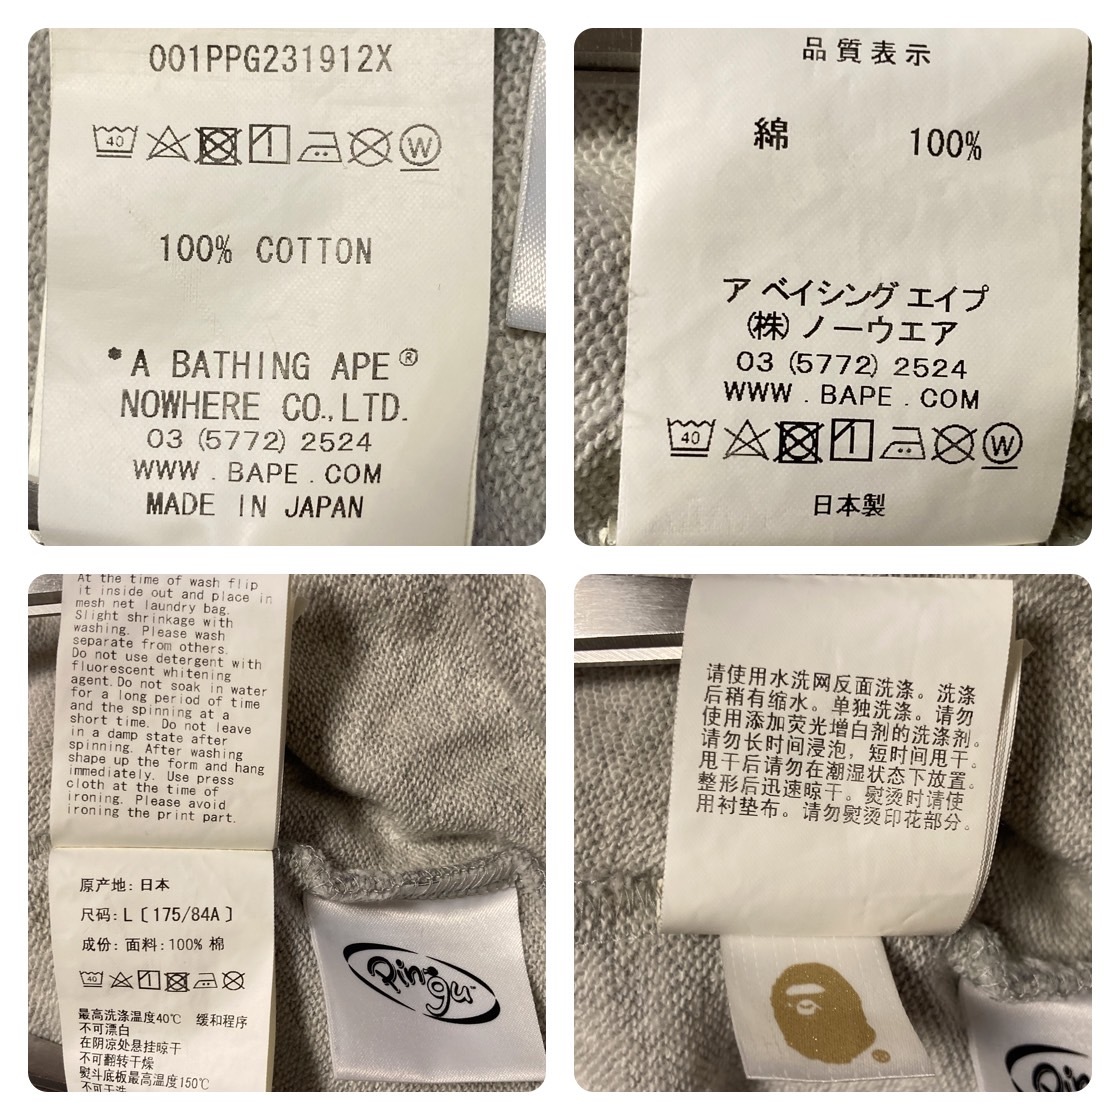 001PPG231912X
40
W
100% COTTON
A BATHING APE®
NOWHERE CO.,LTD.
03 (5772) 2524
WWW . BAPE . COM
MADE IN JAPAN
品質表示
綿 100%
ア ベイシング エイプ
(株) ノーウエア
03 (5772) 2524
WWW . BAPE . COM
40
W
日本製
At the time of wash flip
it inside out and place in
mesh net laundry bag.
Slight shrinkage with
washing. Please wash
separate from others.
Do not use detergent with
fluorescent whitening
agent.Do not soak in water
for a long period of time
and the spinning at a
short time. Do not leave
in a damp state after
spinning. After washing
shape up the form and hang
immediately. Use press
cloth at the time of
ironing. Please avoid
ironing the print part.
原产地: 日本
尺码: L〔175/84A〕
成份: 面料: 100% 棉
40
最高洗涤温度40℃ 缓和程序
不可漂白
在阴凉处悬挂晾干
不可翻转干燥
熨斗底板最高温度150℃
不可干洗
Pingu
请使用水洗网反面洗涤。洗涤
后稍有缩水。单独洗涤。请勿
使用添加荧光增白剂的洗涤剂。
请勿长时间浸泡，短时间甩干。
甩干后请勿在潮湿状态下放置。
整形后迅速晾干。熨烫时请使
用衬垫布。请勿熨烫印花部分。